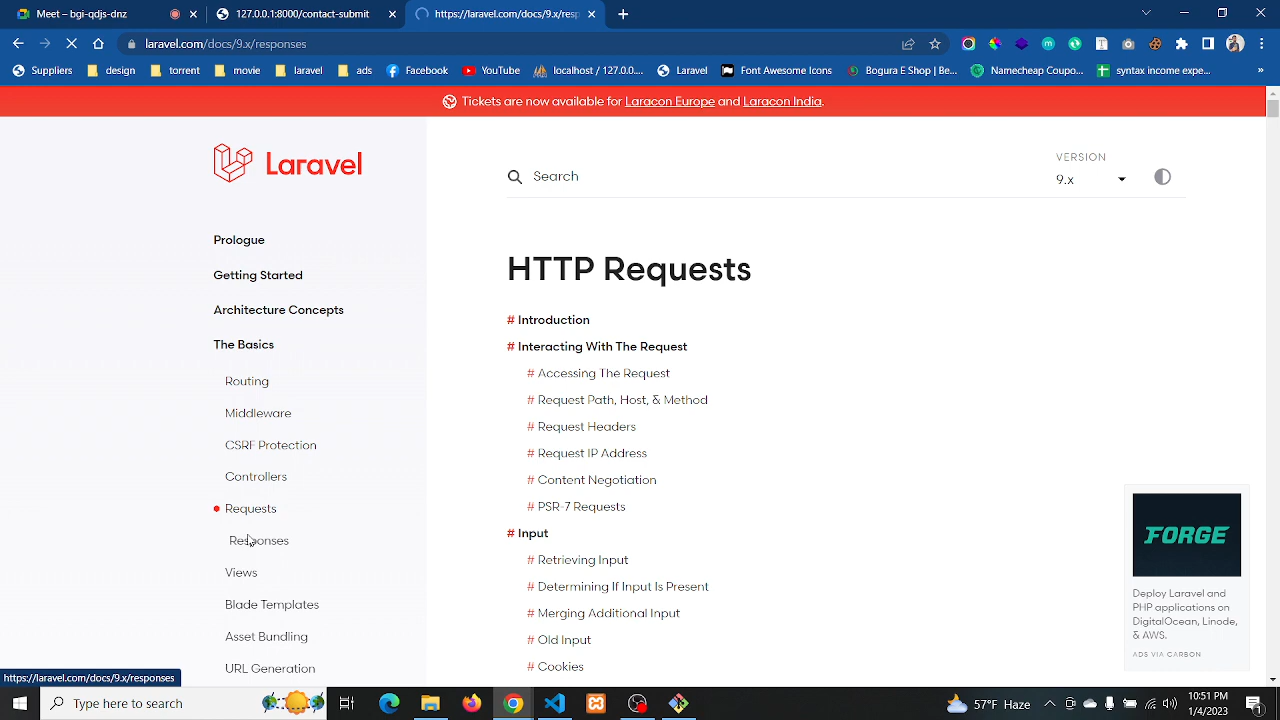 Meet - mojs-ejsx-dnj
127.0.0.1:8000/contact
https://laravel.com/docs/9.x/resp
laravel.com/docs/9.x/responses
Suppliers
design
torrent
movie
laravel
ads
Facebook
YouTube
localhost / 127.0.0...
Laravel
Font Awesome Icons
Bogura E Shop | Be...
Namecheap Coupo...
syntax income expe...
»
Tickets are now available for Laracon Europe and Laracon India.
Laravel
Search
VERSION
9.x
Prologue
Getting Started
Architecture Concepts
The Basics
Routing
Middleware
CSRF Protection
Controllers
Requests
Responses
Views
Blade Templates
Asset Bundling
URL Generation
HTTP Requests
# Introduction
# Interacting With The Request
# Accessing The Request
# Request Path, Host, & Method
# Request Headers
# Request IP Address
# Content Negotiation
# PSR-7 Requests
# Input
# Retrieving Input
# Determining If Input Is Present
# Merging Additional Input
# Old Input
# Cookies
FORGE
Deploy Laravel and
PHP applications on
DigitalOcean, Linode,
& AWS.
ADS VIA CARBON
https://laravel.com/docs/9.x/responses
Type here to search
57°F Haze
10:51 PM
1/4/2023